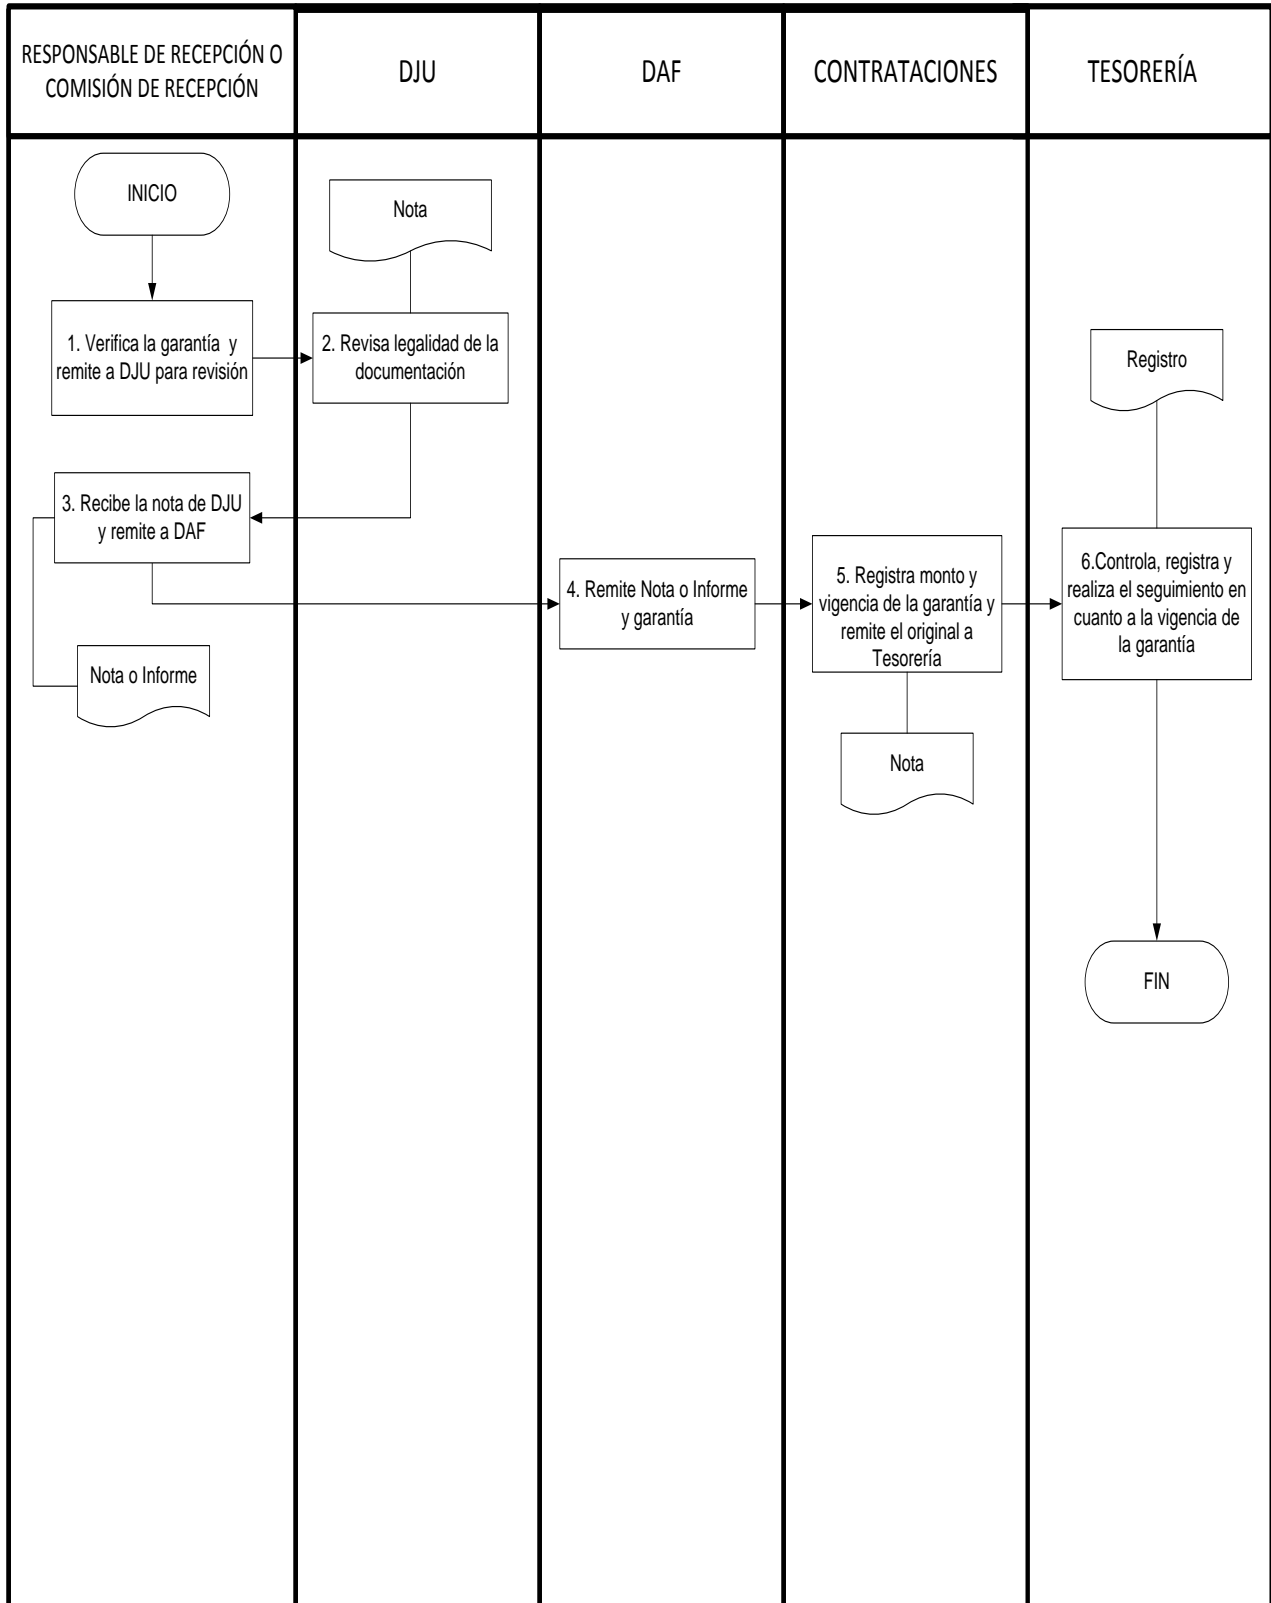 RESPONSABLE DE RECEPCIÓN O
COMISIÓN DE RECEPCIÓN
DJU
DAF
CONTRATACIONES
TESORERÍA
INICIO
Nota
1. Verifica la garantía y
remite a DJU para revisión
2. Revisa legalidad de la
documentación
Registro
3. Recibe la nota de DJU
y remite a DAF
4. Remite Nota o Informe
y garantía
5. Registra monto y
vigencia de la garantía y
remite el original a
Tesorería
6.Controla, registra y
realiza el seguimiento en
cuanto a la vigencia de
la garantía
Nota o Informe
Nota
FIN